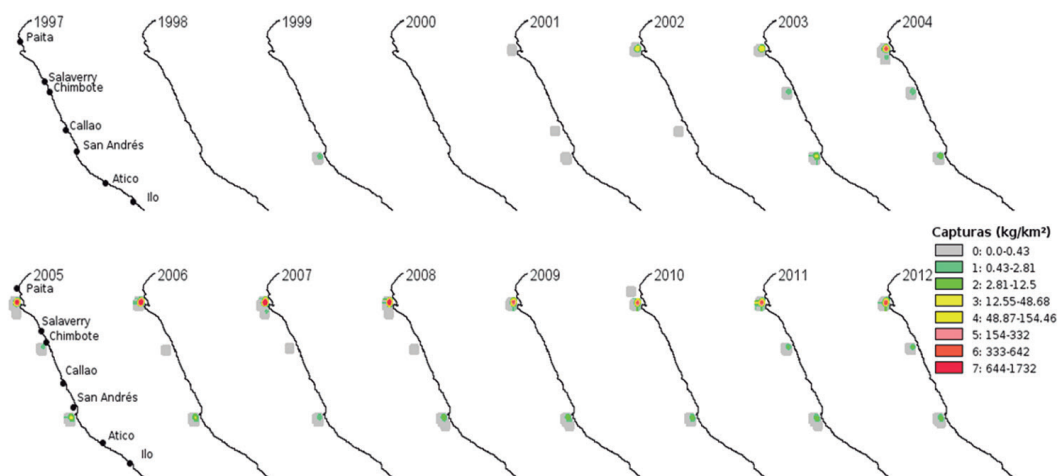 1997 1998 1999 2000 2001 2002 2003 2004
Paita
Salaverry
Chimbote
Callao
San Andrés
Atico
Ilo
Capturas (kg/km²)
0: 0.0-0.43
1: 0.43-2.81
2: 2.81-12.5
3: 12.55-48.68
4: 48.87-154.46
5: 154-332
6: 333-642
7: 644-1732
2005 2006 2007 2008 2009 2010 2011 2012
Paita
Salaverry
Chimbote
Callao
San Andrés
Atico
Ilo